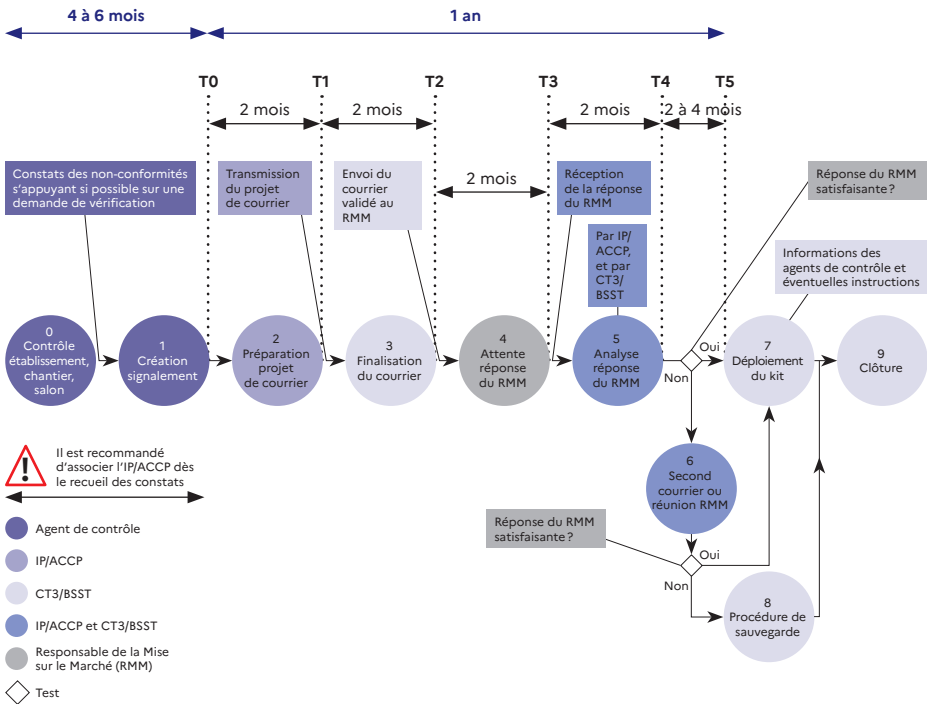 4 à 6 mois
1 an
T0
T1
T2
T3
T4
T5
2 mois
2 mois
2 mois
2 à 4 mois
2 mois
Constats des non-conformités
s'appuyant si possible sur une
demande de vérification
Transmission
du projet
de courrier
Envoi du
courrier
validé au
RMM
Réception
de la réponse
du RMM
Réponse du RMM
satisfaisante ?
Par IP/
ACCP,
et par
CT3/
BSST
Informations des
agents de contrôle et
éventuelles instructions
0
Contrôle
établissement,
chantier,
salon
1
Création
signalement
2
Préparation
projet
de courrier
3
Finalisation
du courrier
4
Attente
réponse
du RMM
5
Analyse
réponse
du RMM
Oui
Non
7
Déploiement
du kit
9
Clôture
6
Second
courrier ou
réunion RMM
Réponse du RMM
satisfaisante ?
Oui
Non
8
Procédure de
sauvegarde
!
Il est recommandé
d'associer l'IP/ACCP dès
le recueil des constats
Agent de contrôle
IP/ACCP
CT3/BSST
IP/ACCP et CT3/BSST
Responsable de la Mise
sur le Marché (RMM)
Test